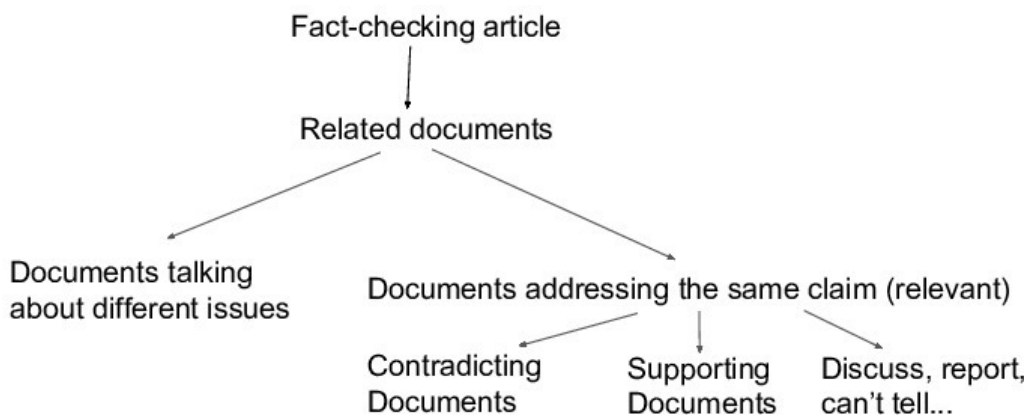 Fact-checking article
Related documents
Documents talking
about different issues
Documents addressing the same claim (relevant)
Contradicting
Documents
Supporting
Documents
Discuss, report,
can't tell...